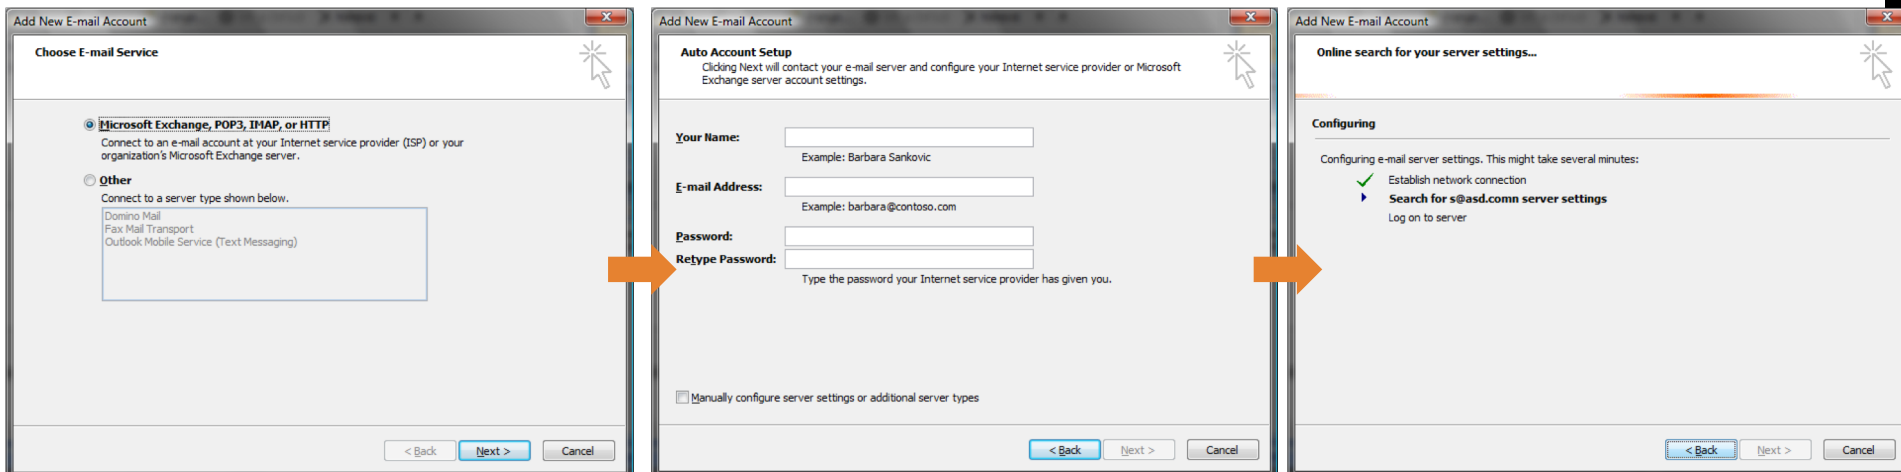 Add New E-mail Account
Choose E-mail Service
Microsoft Exchange, POP3, IMAP, or HTTP
Connect to an e-mail account at your Internet service provider (ISP) or your
organization's Microsoft Exchange server.
Other
Connect to a server type shown below.
Domino Mail
Fax Mail Transport
Outlook Mobile Service (Text Messaging)
< Back
Next >
Cancel
Add New E-mail Account
Auto Account Setup
Clicking Next will contact your e-mail server and configure your Internet service provider or Microsoft
Exchange server account settings.
Your Name:
Example: Barbara Sankovic
E-mail Address:
Example: barbara@contoso.com
Password:
Retype Password:
Type the password your Internet service provider has given you.
Manually configure server settings or additional server types
< Back
Next >
Cancel
Add New E-mail Account
Online search for your server settings...
Configuring
Configuring e-mail server settings. This might take several minutes:
Establish network connection
Search for s@asd.comn server settings
Log on to server
< Back
Next >
Cancel